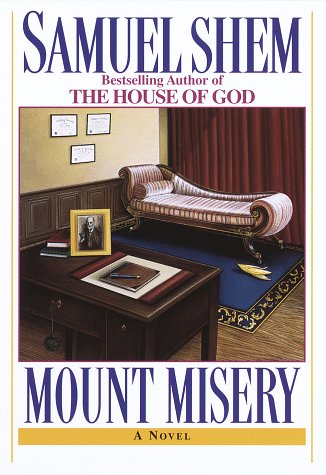 SAMUEL SHEM
Bestselling Author of
THE HOUSE OF GOD
MOUNT MISERY
A NOVEL